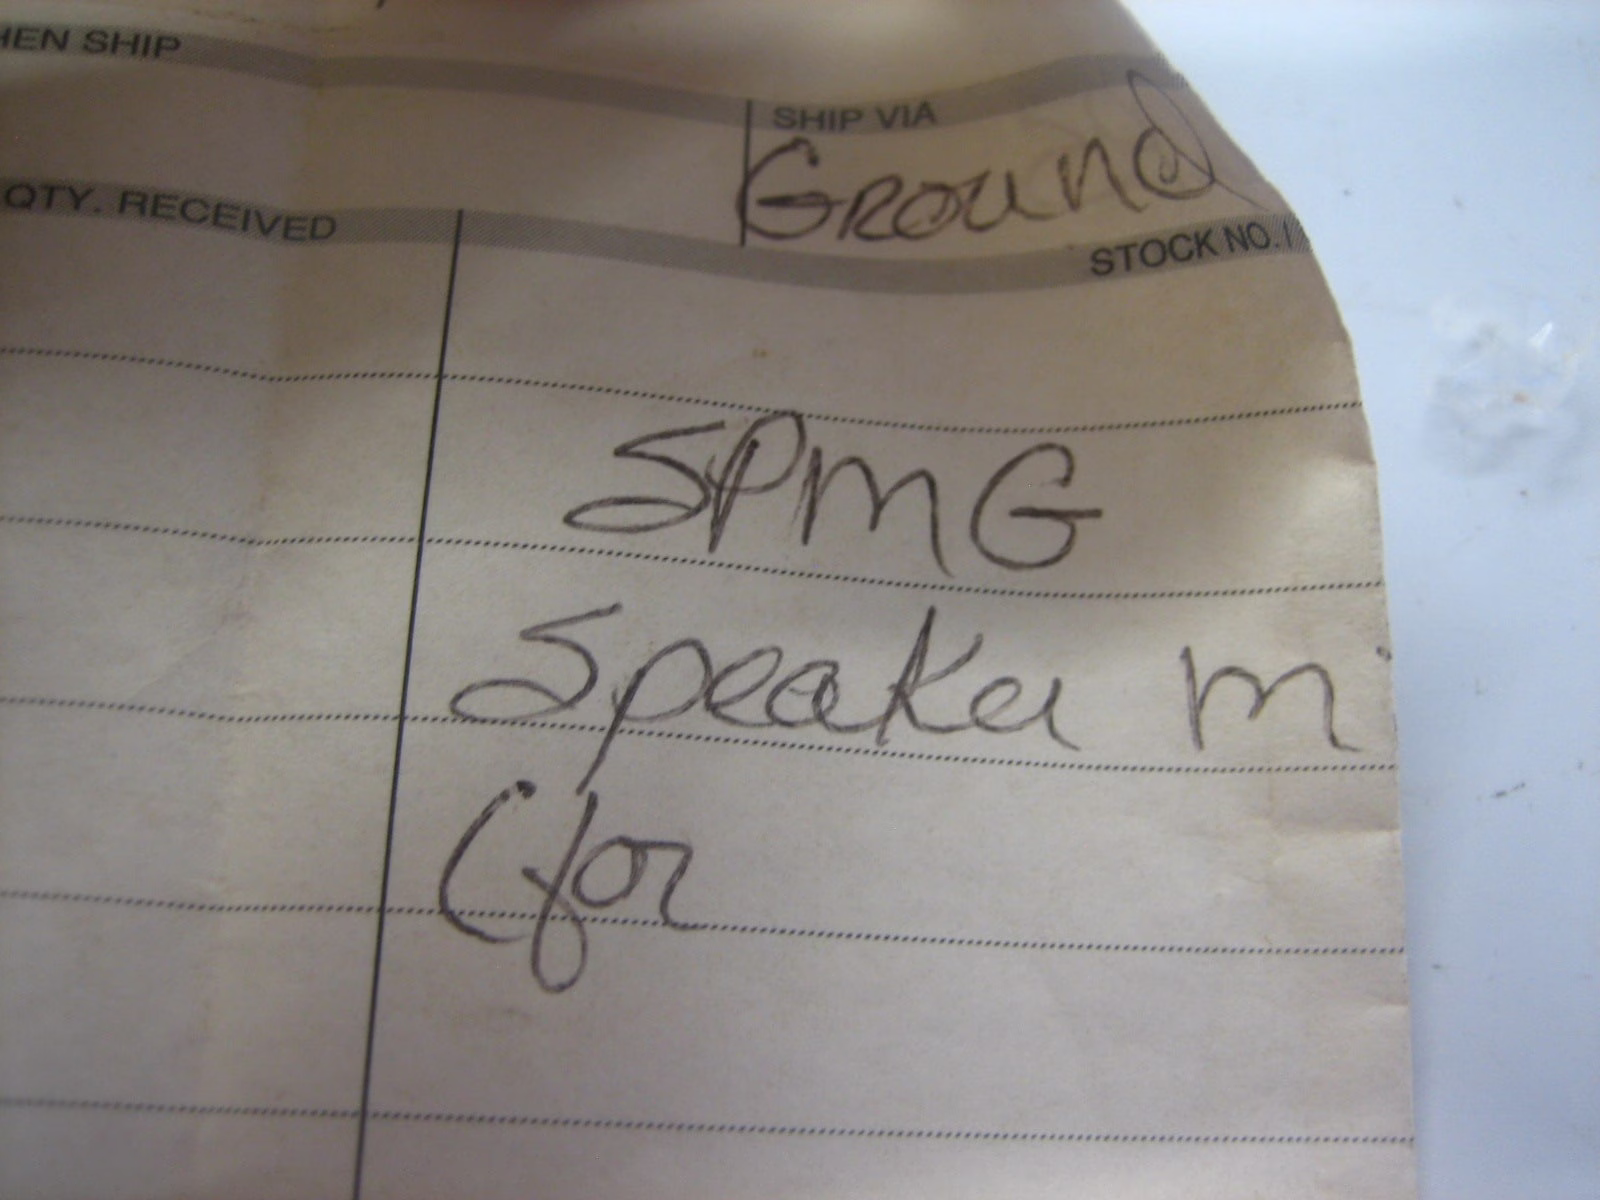 HEN SHIP
SHIP VIA
Ground
QTY. RECEIVED
STOCK NO. /
SPMG
Speaker m
(for